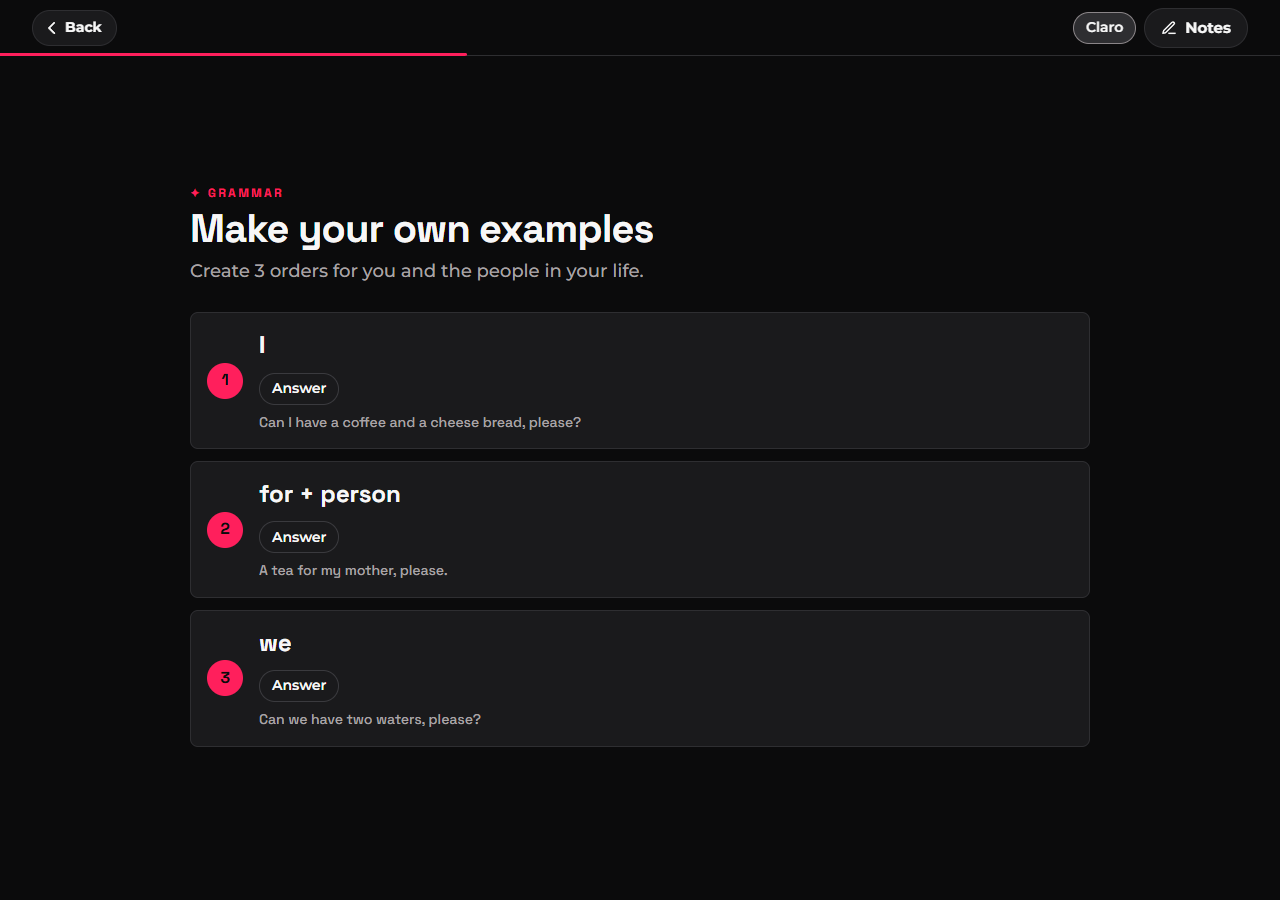 Back
Claro
Notes
✦ GRAMMAR
Make your own examples
Create 3 orders for you and the people in your life.
1
I
Answer
Can I have a coffee and a cheese bread, please?
2
for + person
Answer
A tea for my mother, please.
3
we
Answer
Can we have two waters, please?